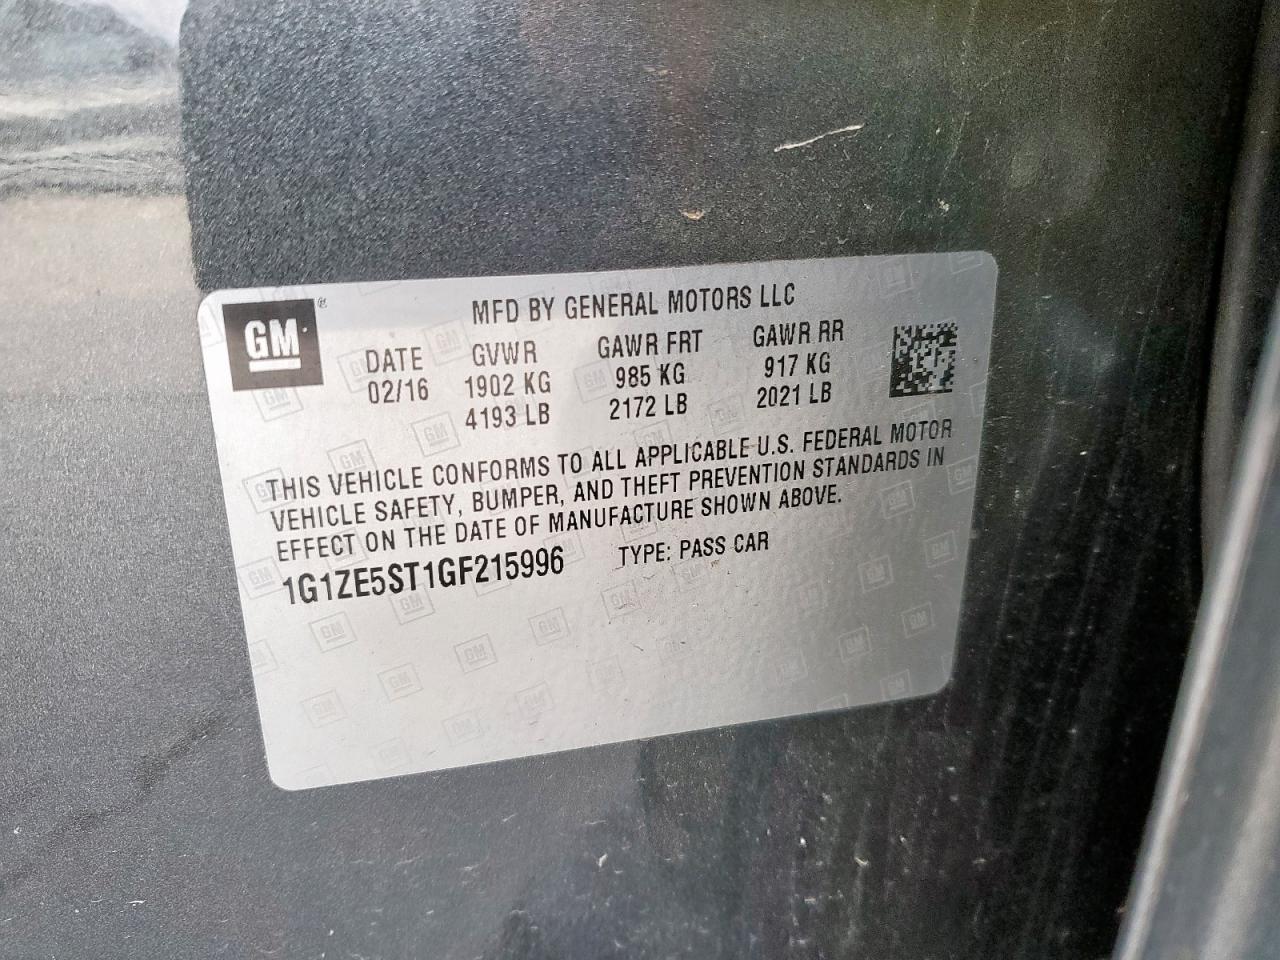 GM ®
MFD BY GENERAL MOTORS LLC
DATE GVWR GAWR FRT GAWR RR
02/16 1902 KG 985 KG 917 KG
4193 LB 2172 LB 2021 LB
THIS VEHICLE CONFORMS TO ALL APPLICABLE U.S. FEDERAL MOTOR
VEHICLE SAFETY, BUMPER, AND THEFT PREVENTION STANDARDS IN
EFFECT ON THE DATE OF MANUFACTURE SHOWN ABOVE.
1G1ZE5ST1GF215996 TYPE: PASS CAR